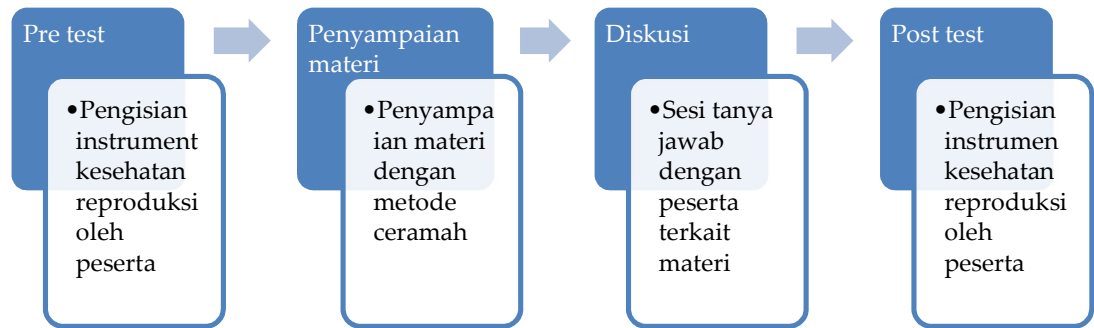 Pre test
•Pengisian
instrument
kesehatan
reproduksi
oleh
peserta
Penyampaian
materi
•Penyampa
ian materi
dengan
metode
ceramah
Diskusi
•Sesi tanya
jawab
dengan
peserta
terkait
materi
Post test
•Pengisian
instrumen
kesehatan
reproduksi
oleh
peserta